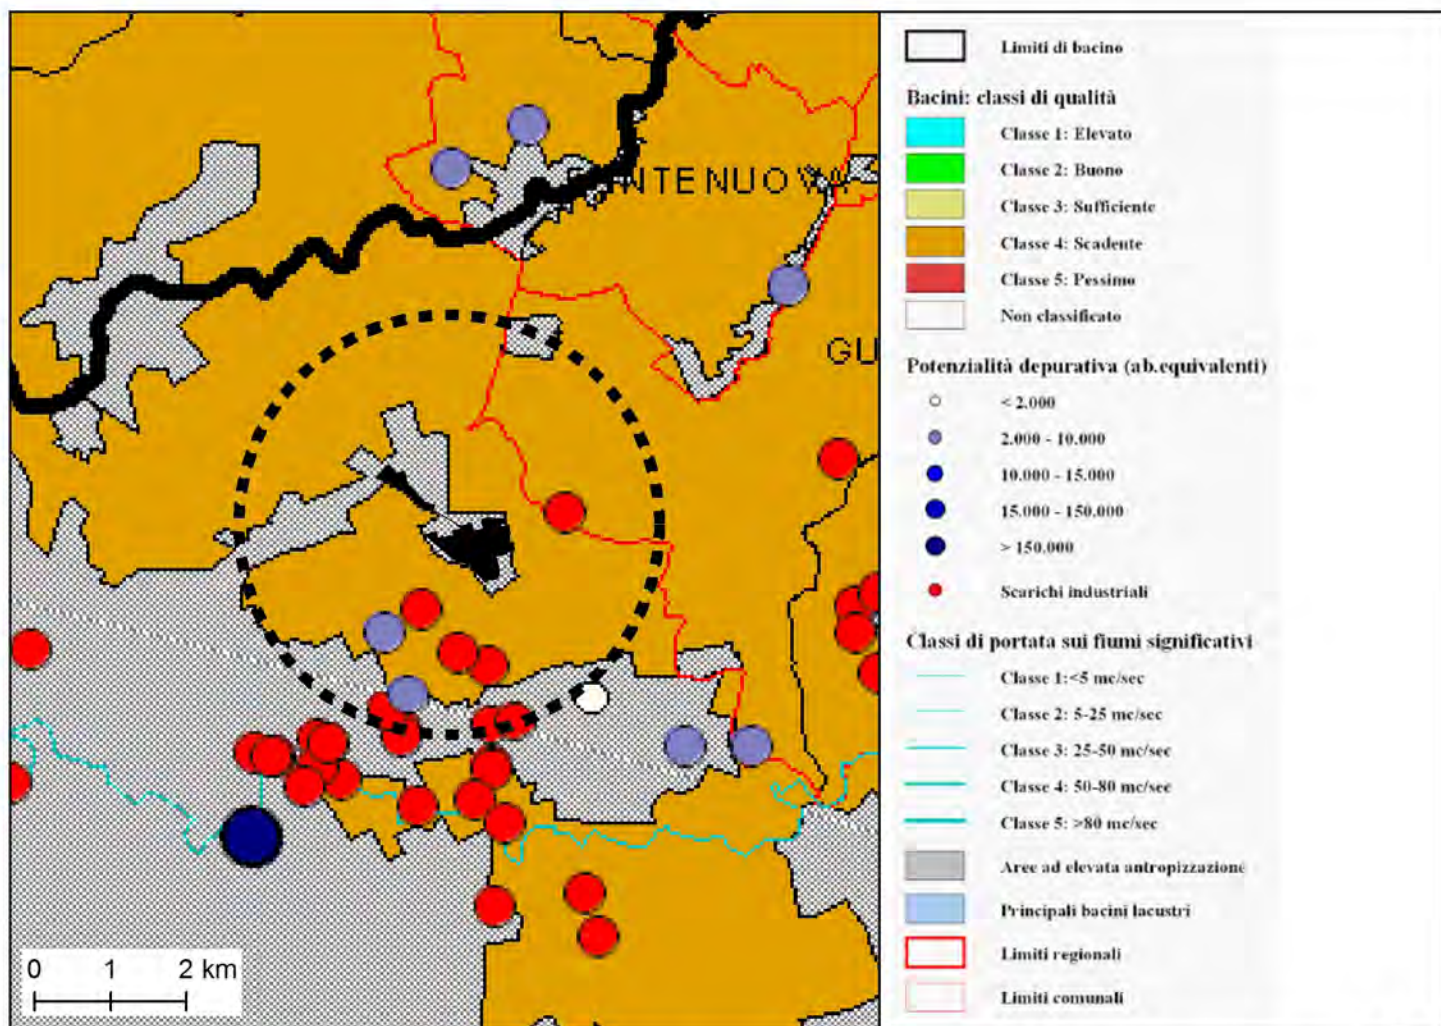 NTE NUOVA
GU
0 1 2 km
Limiti di bacino
Bacini: classi di qualità
Classe 1: Elevato
Classe 2: Buono
Classe 3: Sufficiente
Classe 4: Scadente
Classe 5: Pessimo
Non classificato
Potenzialità depurativa (ab.equivalenti)
< 2.000
2.000 - 10.000
10.000 - 15.000
15.000 - 150.000
> 150.000
Scarichi industriali
Classi di portata sui fiumi significativi
Classe 1:<5 mc/sec
Classe 2: 5-25 mc/sec
Classe 3: 25-50 mc/sec
Classe 4: 50-80 mc/sec
Classe 5: >80 mc/sec
Aree ad elevata antropizzazione
Principali bacini lacustri
Limiti regionali
Limiti comunali